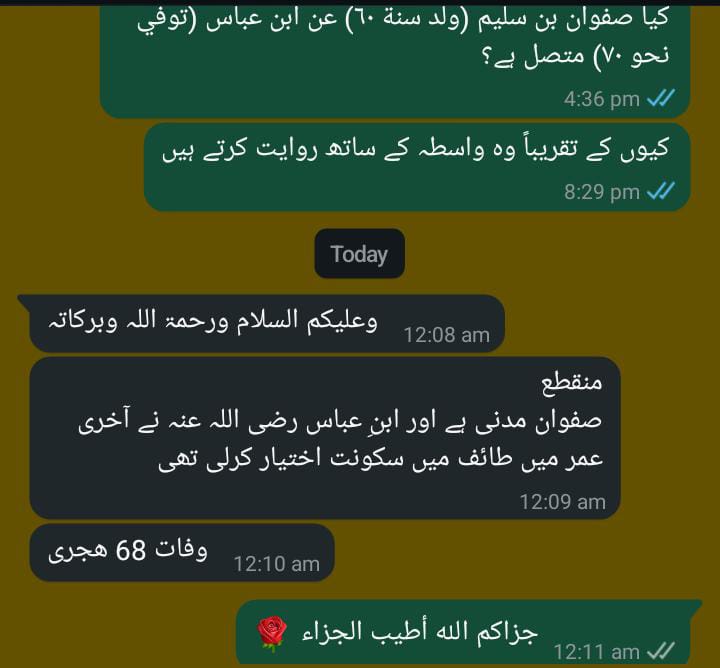 کیا صفوان بن سلیم (ولد سنة ٦٠) عن ابن عباس (توفي
نحو ٧٠) متصل ہے؟
4:36 pm
کیوں کے تقریباً وہ واسطہ کے ساتھ روایت کرتے ہیں
8:29 pm
Today
وعلیکم السلام ورحمۃ اللہ وبرکاتہ
12:08 am
منقطع
صفوان مدنی ہے اور ابنِ عباس رضی اللہ عنہ نے آخری
عمر میں طائف میں سکونت اختیار کرلی تھی
12:09 am
وفات 68 ھجری
12:10 am
جزاكم الله أطيب الجزاء 🌹
12:11 am